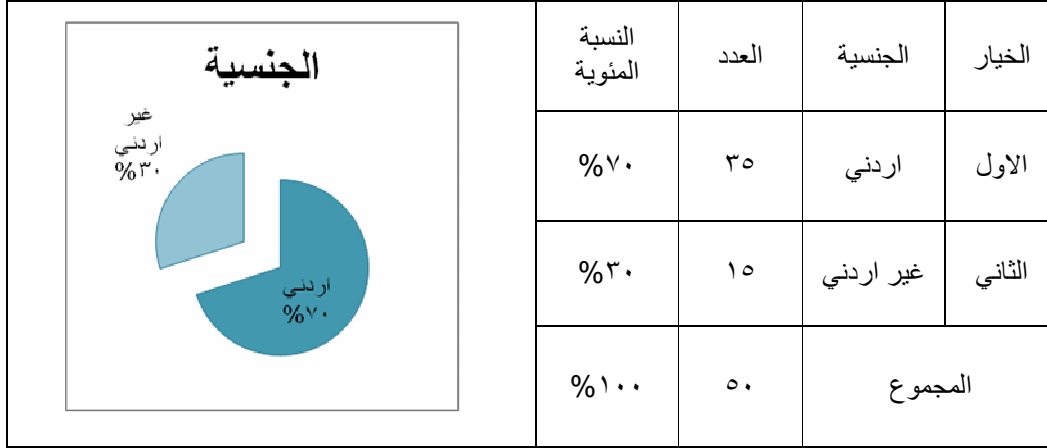 الخيار الجنسية العدد النسبة المئوية
الاول اردني ٣٥ %٧٠
الثاني غير اردني ١٥ %٣٠
المجموع ٥٠ %١٠٠
الجنسية
غير
اردني
%٣٠
اردني
%٧٠